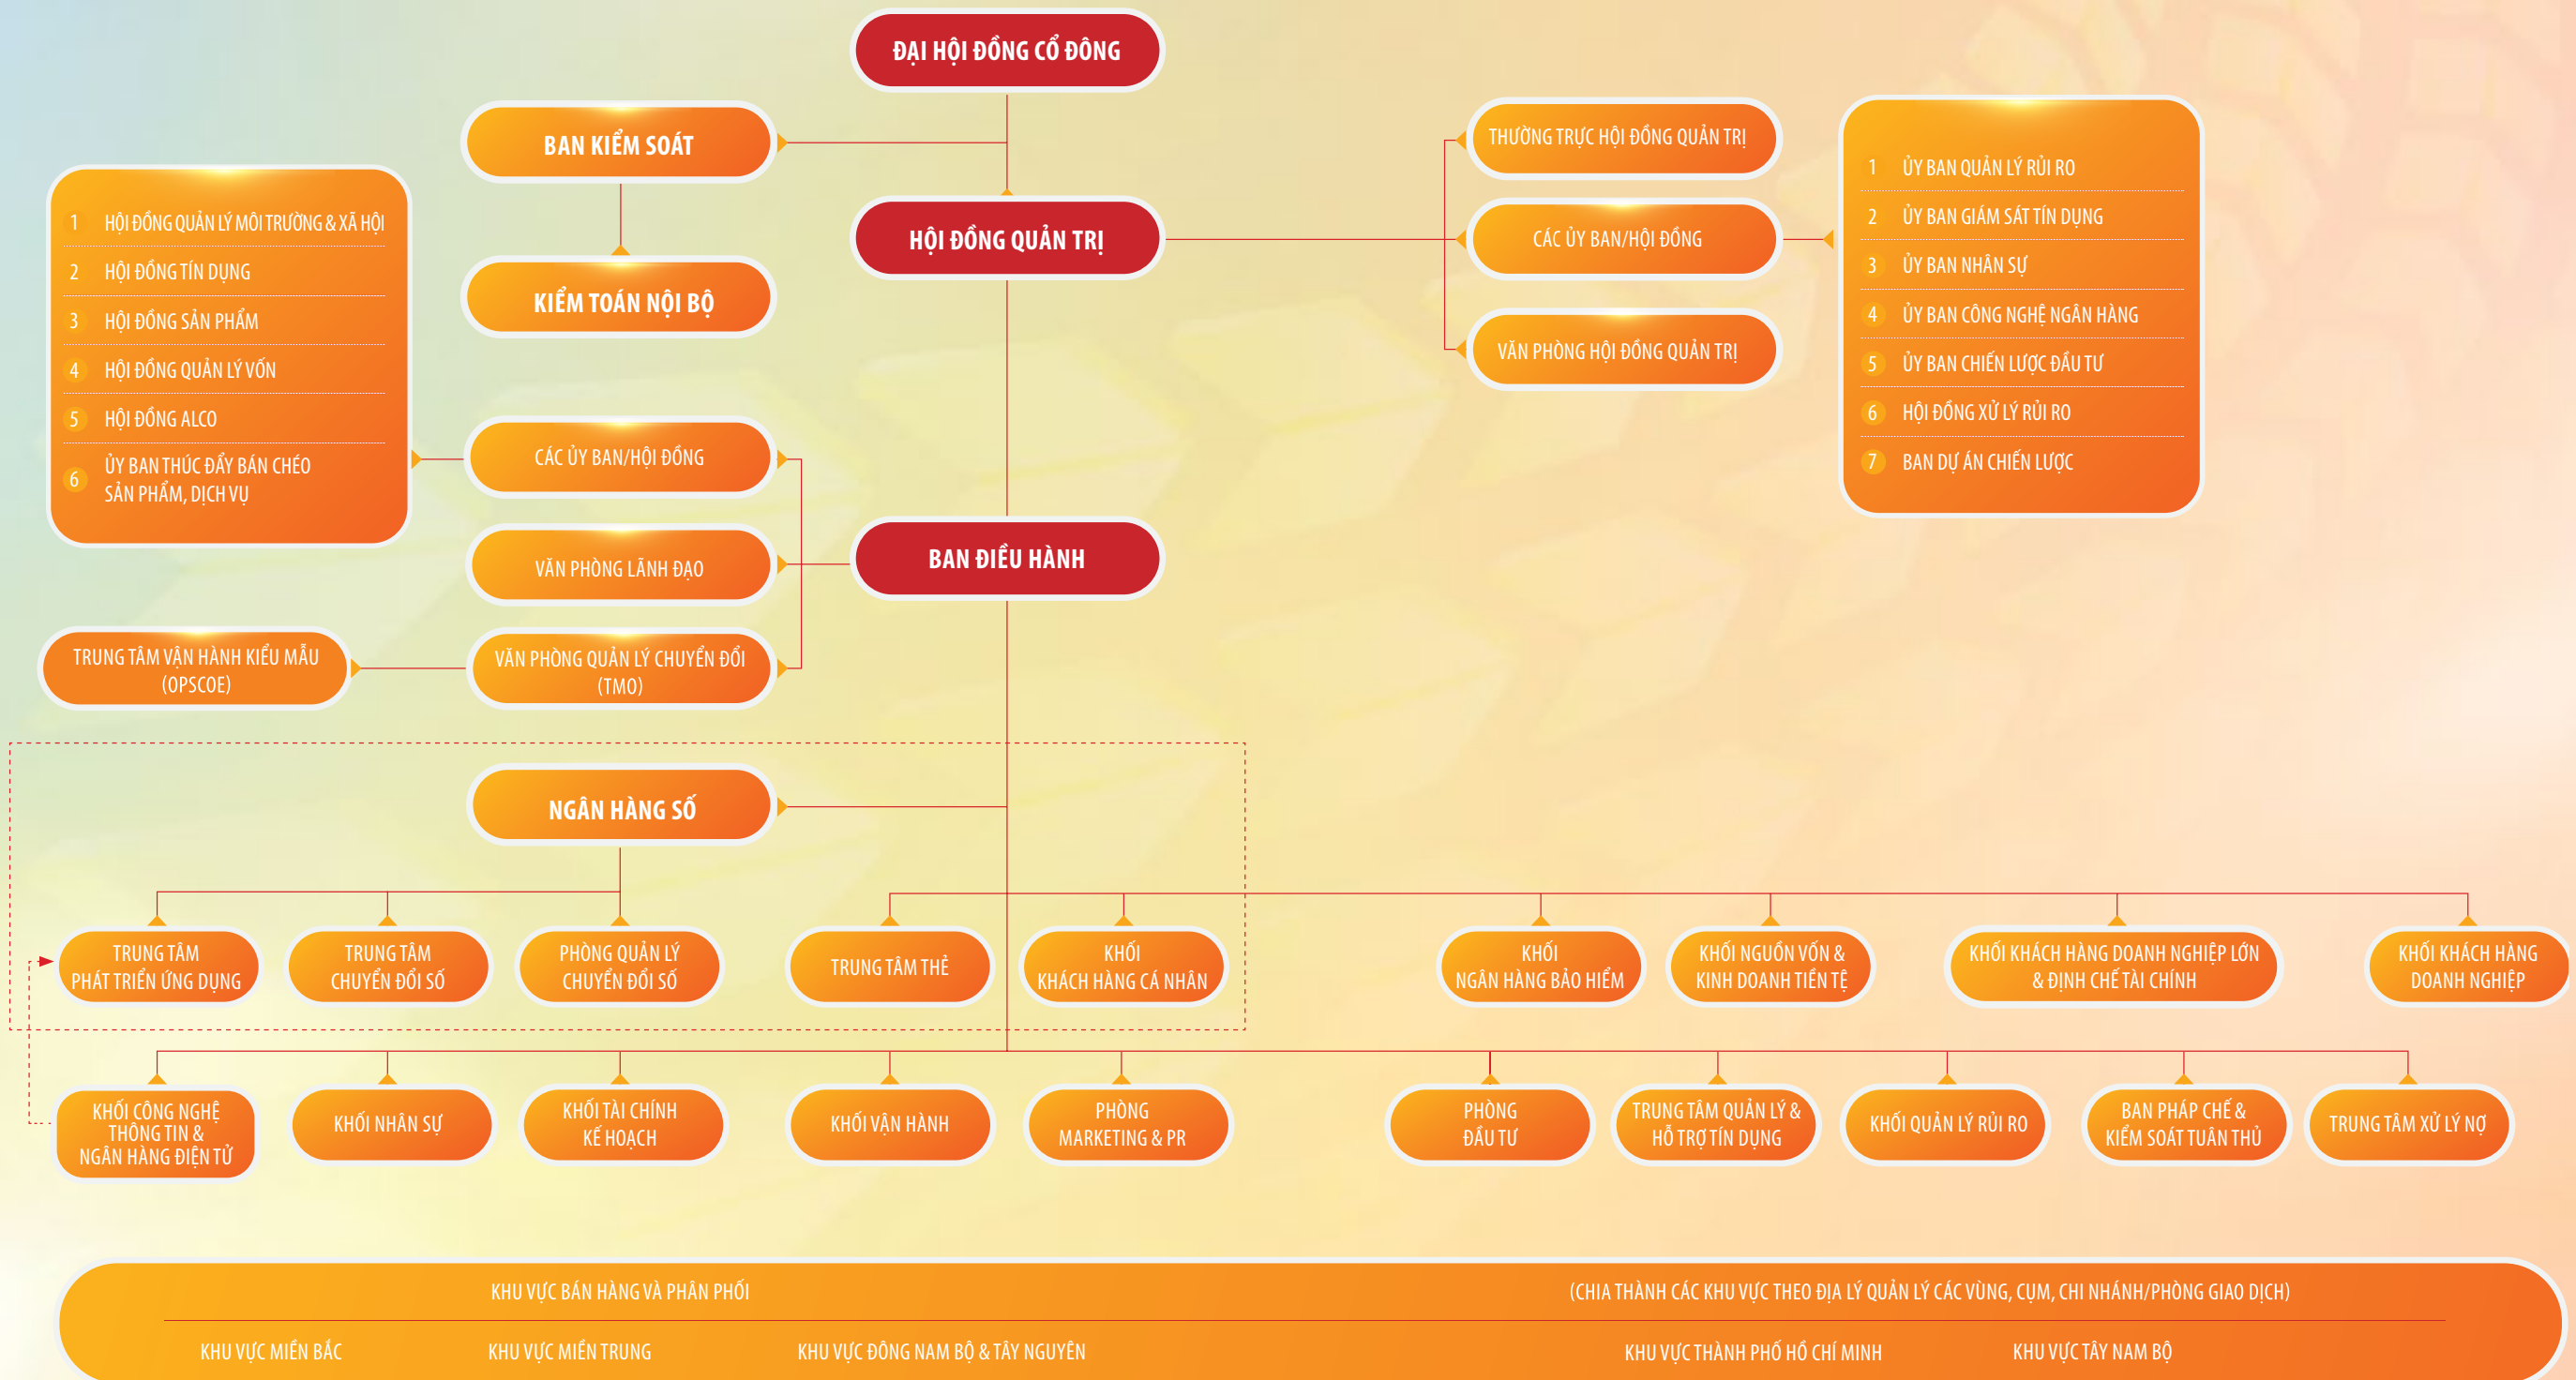 ĐẠI HỘI ĐỒNG CỔ ĐÔNG
BAN KIỂM SOÁT
KIỂM TOÁN NỘI BỘ
HỘI ĐỒNG QUẢN TRỊ
THƯỜNG TRỰC HỘI ĐỒNG QUẢN TRỊ
CÁC ỦY BAN/HỘI ĐỒNG
VĂN PHÒNG HỘI ĐỒNG QUẢN TRỊ
1 ỦY BAN QUẢN LÝ RỦI RO
2 ỦY BAN GIÁM SÁT TÍN DỤNG
3 ỦY BAN NHÂN SỰ
4 ỦY BAN CÔNG NGHỆ NGÂN HÀNG
5 ỦY BAN CHIẾN LƯỢC ĐẦU TƯ
6 HỘI ĐỒNG XỬ LÝ RỦI RO
7 BAN DỰ ÁN CHIẾN LƯỢC
1 HỘI ĐỒNG QUẢN LÝ MÔI TRƯỜNG & XÃ HỘI
2 HỘI ĐỒNG TÍN DỤNG
3 HỘI ĐỒNG SẢN PHẨM
4 HỘI ĐỒNG QUẢN LÝ VỐN
5 HỘI ĐỒNG ALCO
6 ỦY BAN THÚC ĐẨY BÁN CHÉO
SẢN PHẨM, DỊCH VỤ
CÁC ỦY BAN/HỘI ĐỒNG
VĂN PHÒNG LÃNH ĐẠO
BAN ĐIỀU HÀNH
TRUNG TÂM VẬN HÀNH KIỂU MẪU
(OPSCOE)
VĂN PHÒNG QUẢN LÝ CHUYỂN ĐỔI
(TMO)
NGÂN HÀNG SỐ
TRUNG TÂM
PHÁT TRIỂN ỨNG DỤNG
TRUNG TÂM
CHUYỂN ĐỔI SỐ
PHÒNG QUẢN LÝ
CHUYỂN ĐỔI SỐ
TRUNG TÂM THẺ
KHỐI
KHÁCH HÀNG CÁ NHÂN
KHỐI
NGÂN HÀNG BẢO HIỂM
KHỐI NGUỒN VỐN &
KINH DOANH TIỀN TỆ
KHỐI KHÁCH HÀNG DOANH NGHIỆP LỚN
& ĐỊNH CHẾ TÀI CHÍNH
KHỐI KHÁCH HÀNG
DOANH NGHIỆP
KHỐI CÔNG NGHỆ
THÔNG TIN &
NGÂN HÀNG ĐIỆN TỬ
KHỐI NHÂN SỰ
KHỐI TÀI CHÍNH
KẾ HOẠCH
KHỐI VẬN HÀNH
PHÒNG
MARKETING & PR
PHÒNG
ĐẦU TƯ
TRUNG TÂM QUẢN LÝ &
HỖ TRỢ TÍN DỤNG
KHỐI QUẢN LÝ RỦI RO
BAN PHÁP CHẾ &
KIỂM SOÁT TUÂN THỦ
TRUNG TÂM XỬ LÝ NỢ
KHU VỰC BÁN HÀNG VÀ PHÂN PHỐI
(CHIA THÀNH CÁC KHU VỰC THEO ĐỊA LÝ QUẢN LÝ CÁC VÙNG, CỤM, CHI NHÁNH/PHÒNG GIAO DỊCH)
KHU VỰC MIỀN BẮC
KHU VỰC MIỀN TRUNG
KHU VỰC ĐÔNG NAM BỘ & TÂY NGUYÊN
KHU VỰC THÀNH PHỐ HỒ CHÍ MINH
KHU VỰC TÂY NAM BỘ